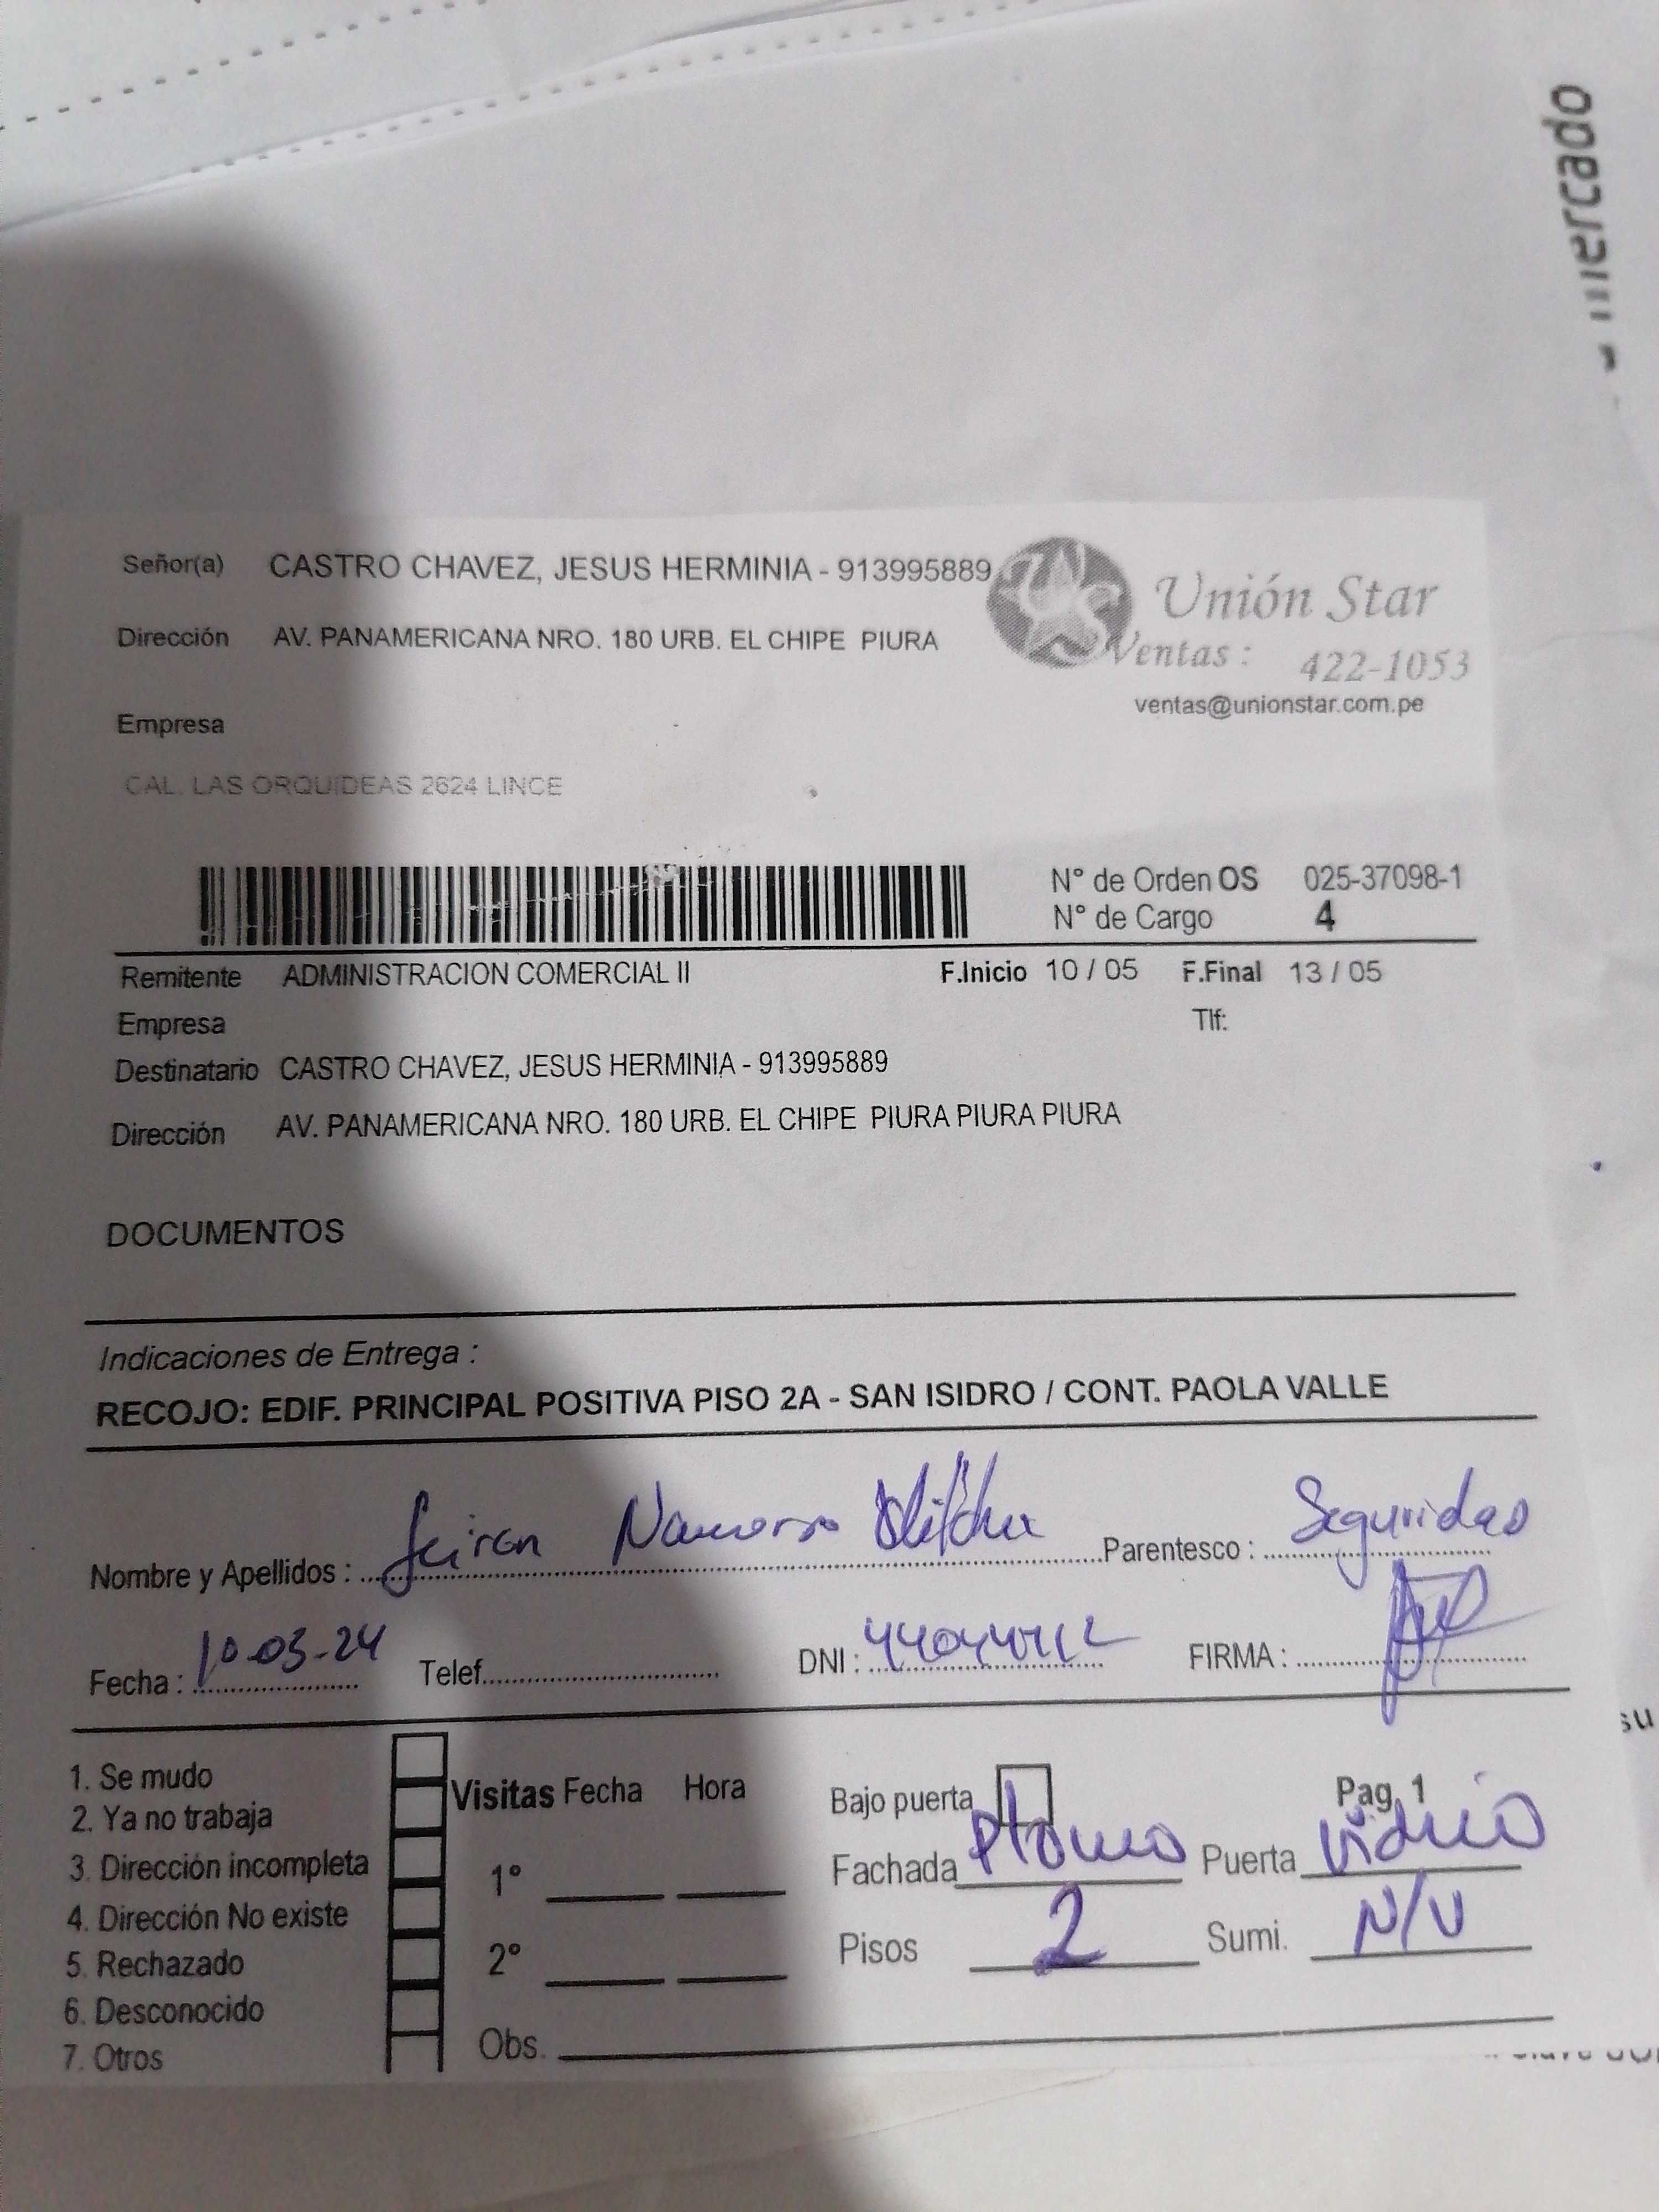 mercado
Señor(a) CASTRO CHAVEZ, JESUS HERMINIA - 913995889
Unión Star
Dirección AV. PANAMERICANA NRO. 180 URB. EL CHIPE PIURA
Ventas : 422-1053
ventas@unionstar.com.pe
Empresa
CAL. LAS ORQUIDEAS 2624 LINCE
N° de Orden OS 025-37098-1
N° de Cargo 4
Remitente ADMINISTRACION COMERCIAL II F.Inicio 10 / 05 F.Final 13 / 05
Empresa Tlf:
Destinatario CASTRO CHAVEZ, JESUS HERMINIA - 913995889
Dirección AV. PANAMERICANA NRO. 180 URB. EL CHIPE PIURA PIURA PIURA
DOCUMENTOS
Indicaciones de Entrega :
RECOJO: EDIF. PRINCIPAL POSITIVA PISO 2A - SAN ISIDRO / CONT. PAOLA VALLE
Nombre y Apellidos : Parentesco : Seguridad
Fecha : 10-05-24 Telef. DNI : FIRMA :
su
1. Se mudo
2. Ya no trabaja
3. Dirección incompleta
4. Dirección No existe
5. Rechazado
6. Desconocido
7. Otros
Visitas Fecha Hora
1°
2°
Obs.
Bajo puerta Pag. 1
Fachada Plomo Puerta Vidrio
Pisos 2 Sumi. N/V